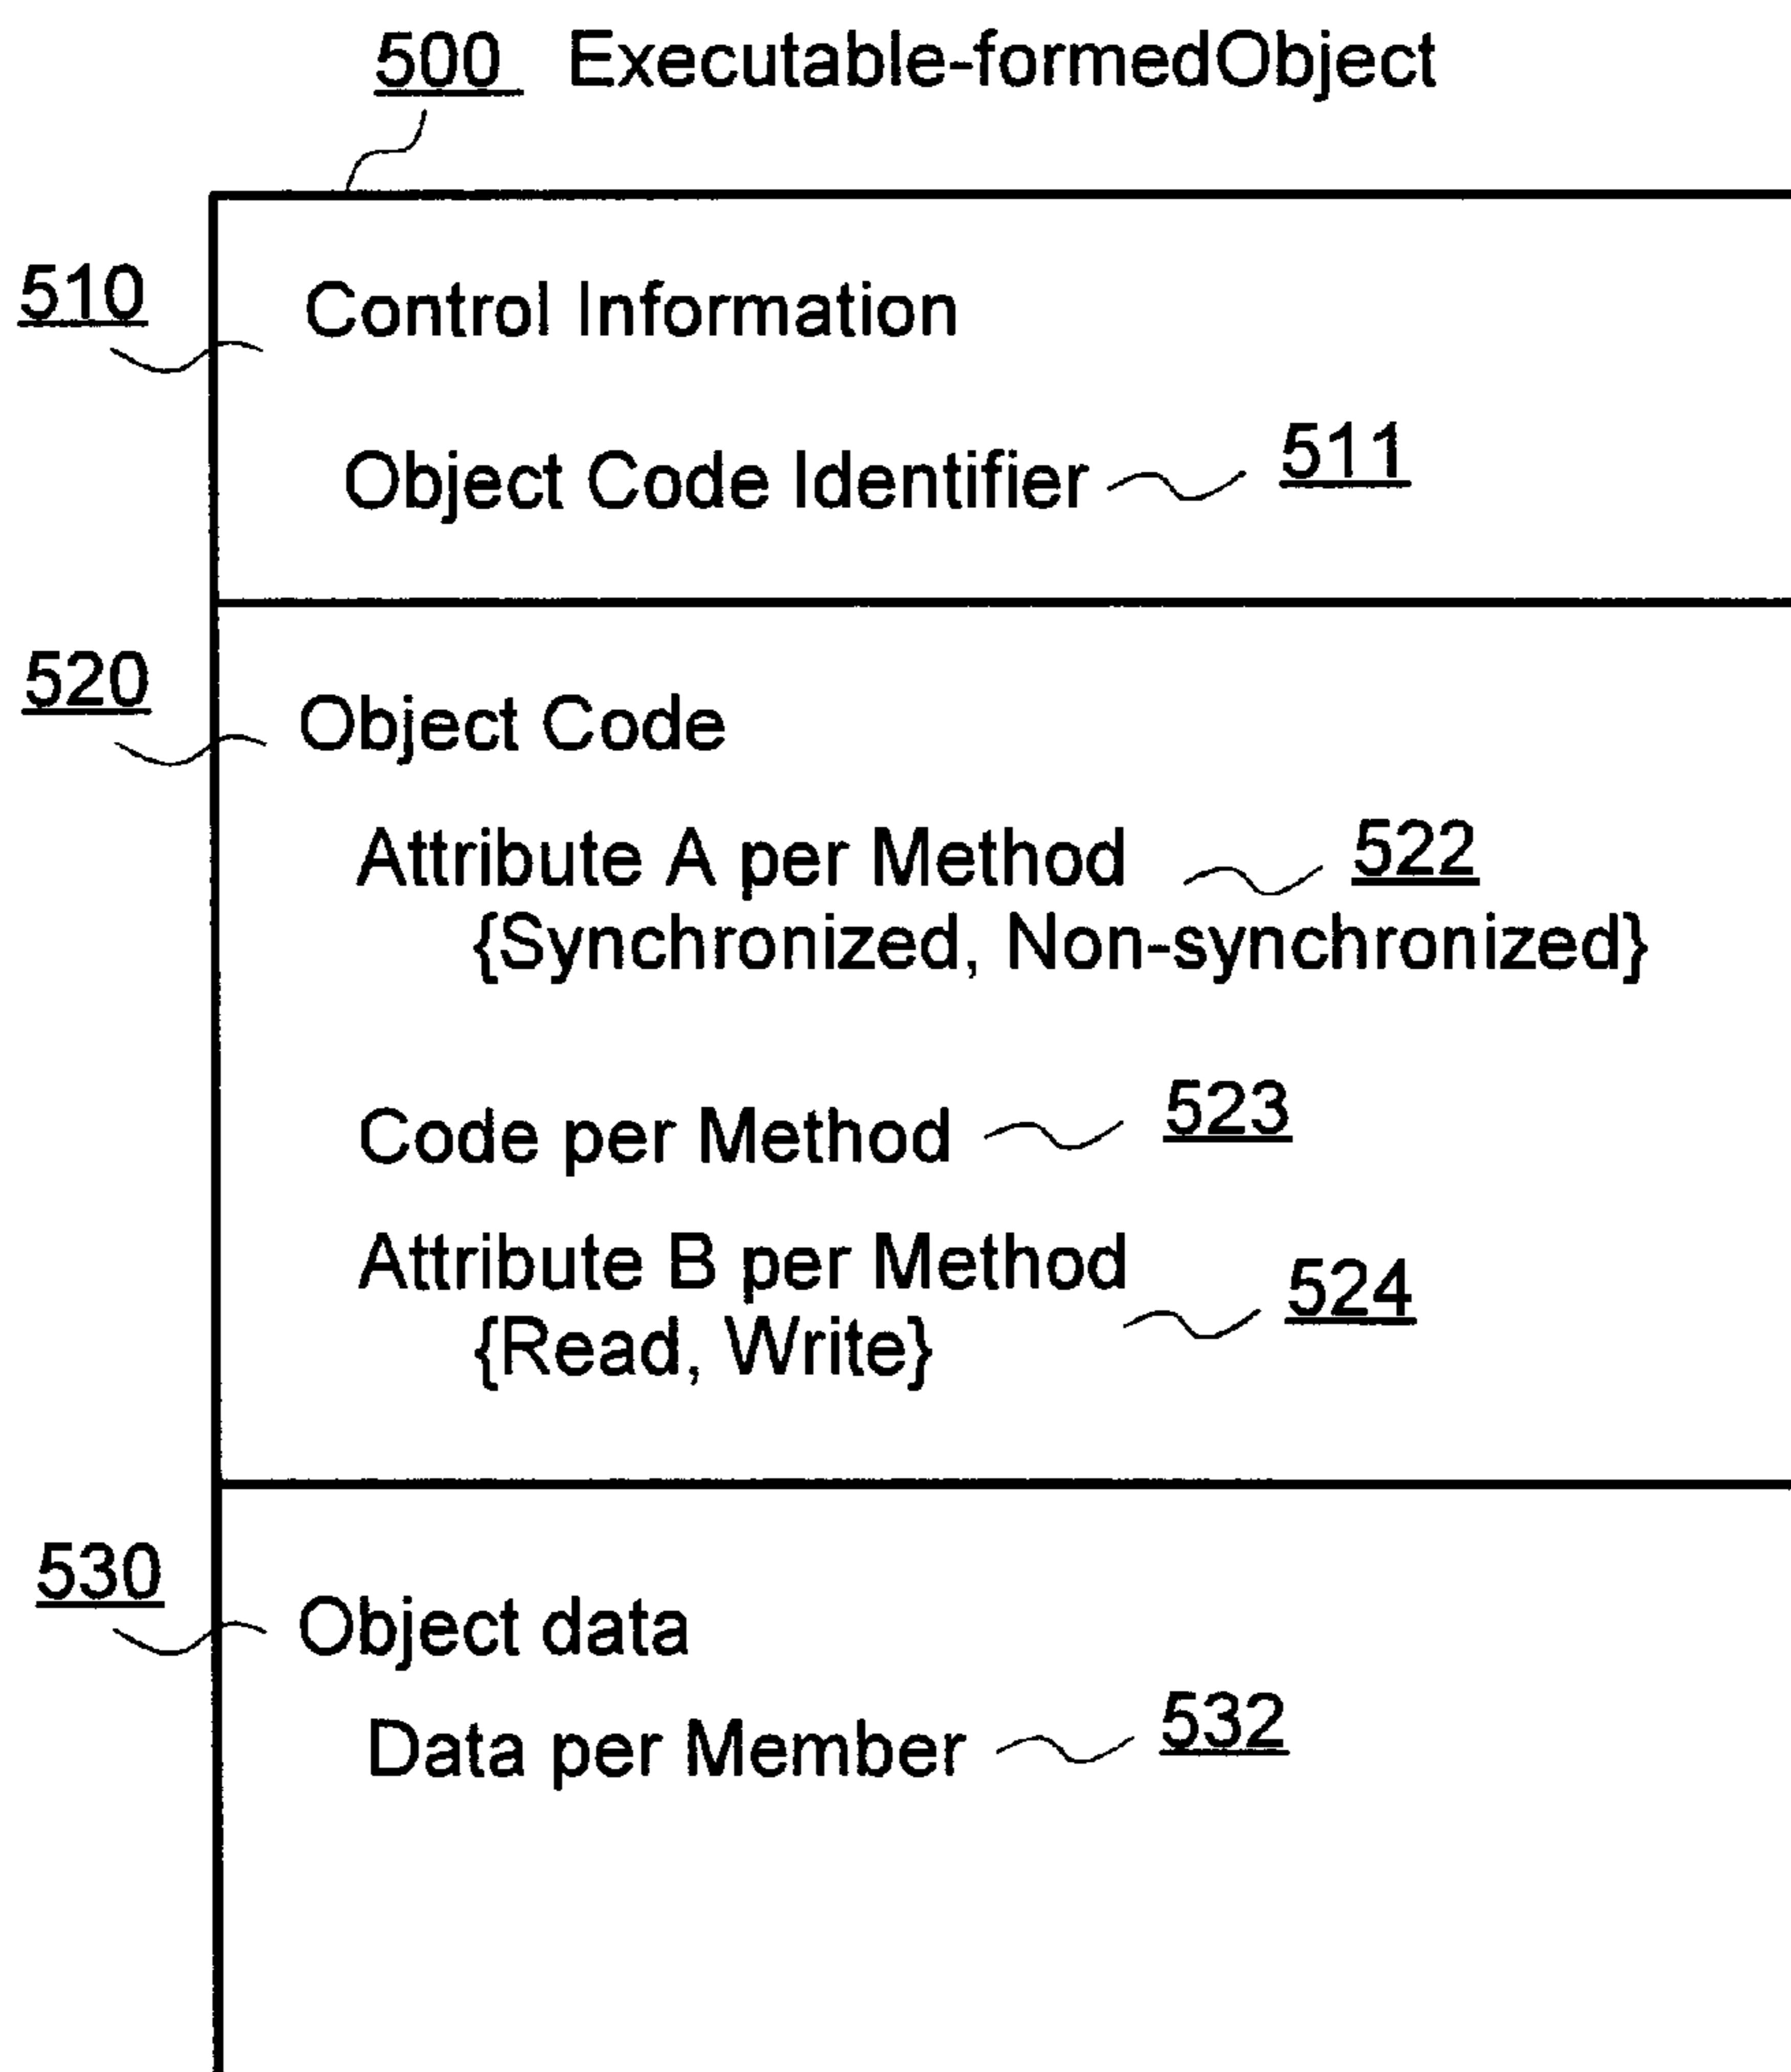 500 Executable-formedObject
510
Control Information
Object Code Identifier 511
520
Object Code
Attribute A per Method 522
{Synchronized, Non-synchronized}
Code per Method 523
Attribute B per Method
{Read, Write} 524
530
Object data
Data per Member 532